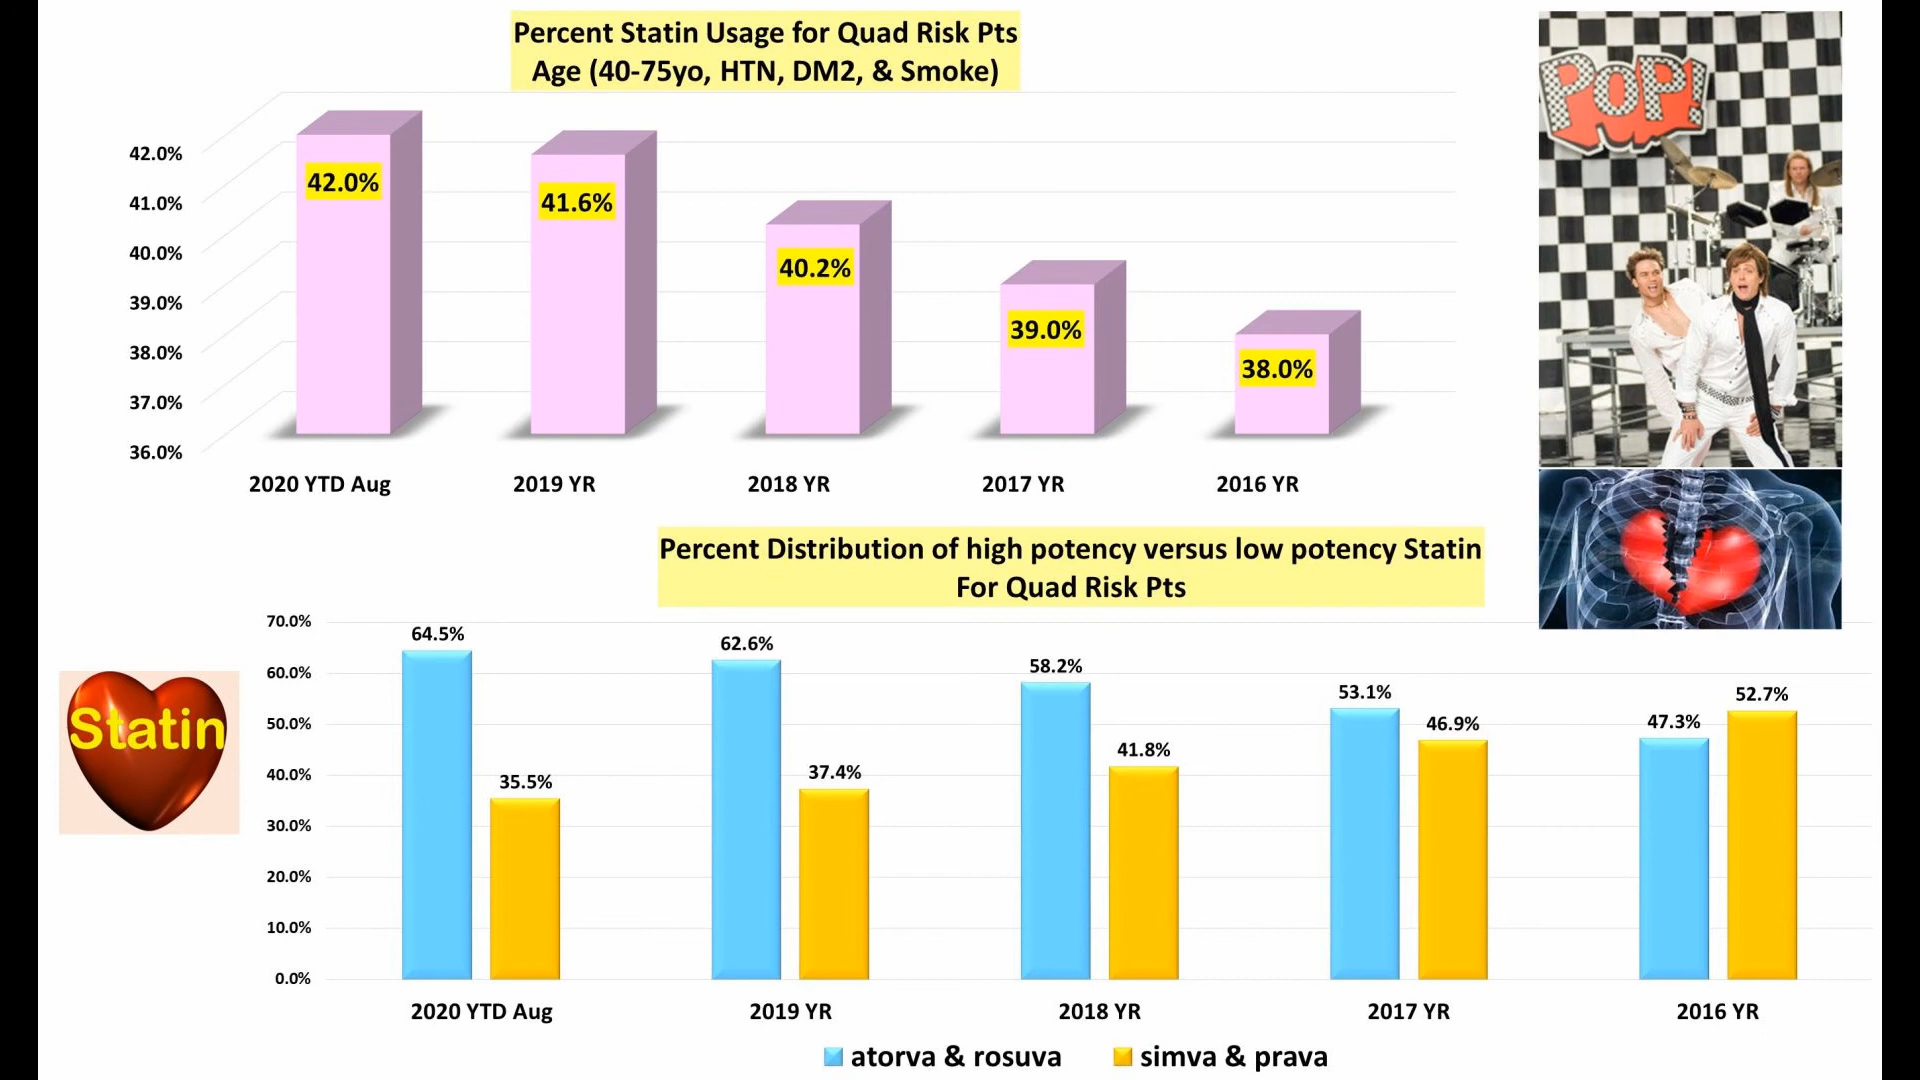 Percent Statin Usage for Quad Risk Pts
Age (40-75yo, HTN, DM2, & Smoke)
POP!
42.0%
41.0%
40.0%
39.0%
38.0%
37.0%
36.0%
42.0%
41.6%
40.2%
39.0%
38.0%
2020 YTD Aug
2019 YR
2018 YR
2017 YR
2016 YR
Percent Distribution of high potency versus low potency Statin
For Quad Risk Pts
Statin
70.0%
60.0%
50.0%
40.0%
30.0%
20.0%
10.0%
0.0%
64.5%
35.5%
62.6%
37.4%
58.2%
41.8%
53.1%
46.9%
47.3%
52.7%
2020 YTD Aug
2019 YR
2018 YR
2017 YR
2016 YR
atorva & rosuva
simva & prava